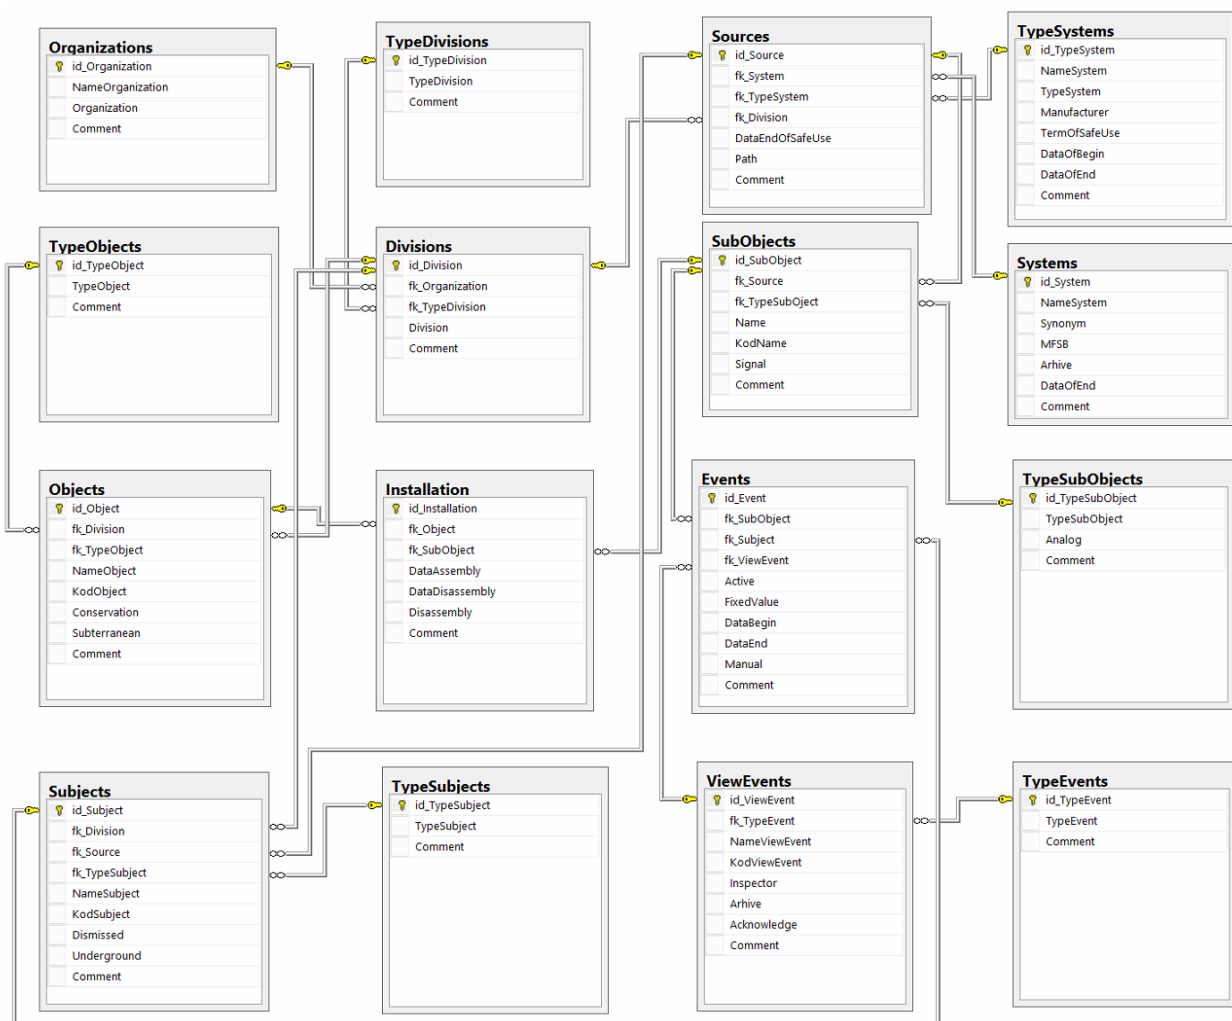 Organizations
id_Organization
NameOrganization
Organization
Comment
TypeDivisions
id_TypeDivision
TypeDivision
Comment
Sources
id_Source
fk_System
fk_TypeSystem
fk_Division
DataEndOfSafeUse
Path
Comment
TypeSystems
id_TypeSystem
NameSystem
TypeSystem
Manufacturer
TermOfSafeUse
DataOfBegin
DataOfEnd
Comment
TypeObjects
id_TypeObject
TypeObject
Comment
Divisions
id_Division
fk_Organization
fk_TypeDivision
Division
Comment
SubObjects
id_SubObject
fk_Source
fk_TypeSubOject
Name
KodName
Signal
Comment
Systems
id_System
NameSystem
Synonym
MFSB
Arhive
DataOfEnd
Comment
Objects
id_Object
fk_Division
fk_TypeObject
NameObject
KodObject
Conservation
Subterranean
Comment
Installation
id_Installation
fk_Object
fk_SubObject
DataAssembly
DataDisassembly
Disassembly
Comment
Events
id_Event
fk_SubObject
fk_Subject
fk_ViewEvent
Active
FixedValue
DataBegin
DataEnd
Manual
Comment
TypeSubObjects
id_TypeSubObject
TypeSubObject
Analog
Comment
Subjects
id_Subject
fk_Division
fk_Source
fk_TypeSubject
NameSubject
KodSubject
Dismissed
Underground
Comment
TypeSubjects
id_TypeSubject
TypeSubject
Comment
ViewEvents
id_ViewEvent
fk_TypeEvent
NameViewEvent
KodViewEvent
Inspector
Arhive
Acknowledge
Comment
TypeEvents
id_TypeEvent
TypeEvent
Comment